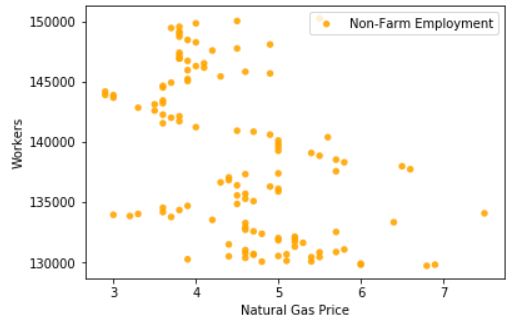 150000
145000
140000
135000
130000
Workers
Non-Farm Employment
3 4 5 6 7
Natural Gas Price